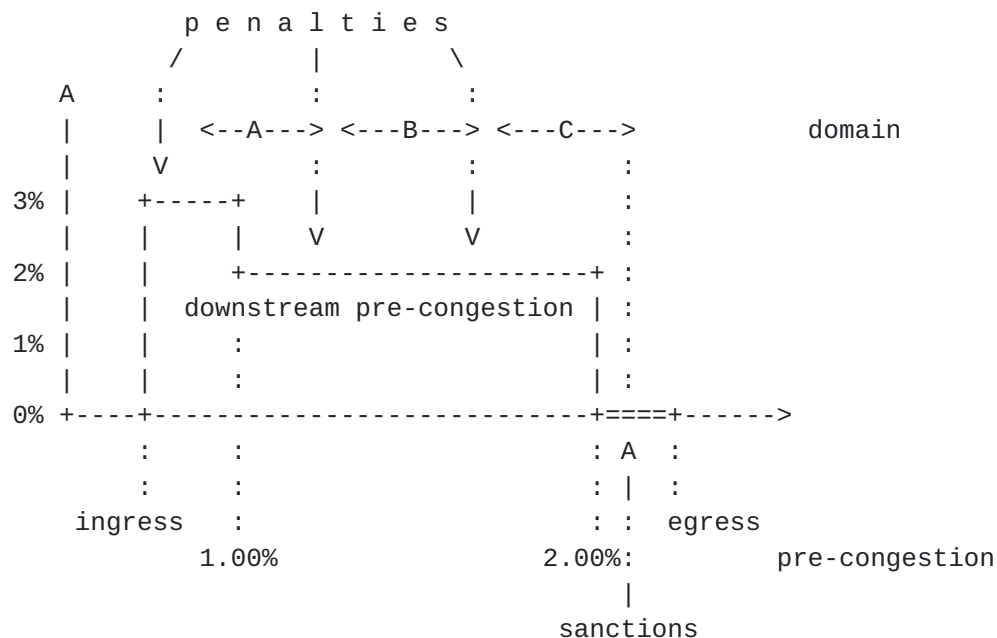 p e n a l t i e s
/ | \
A : : :
| | <--A---> <---B---> <---C---> domain
| V : : :
3% | +-----+ | | :
| | | V V :
2% | | +----------------------+ :
| | downstream pre-congestion | :
1% | | : | :
| | : | :
0% +----+----------------------------+====+------>
: : : A :
: : : | :
ingress : : : egress
1.00% 2.00%: pre-congestion
|
sanctions